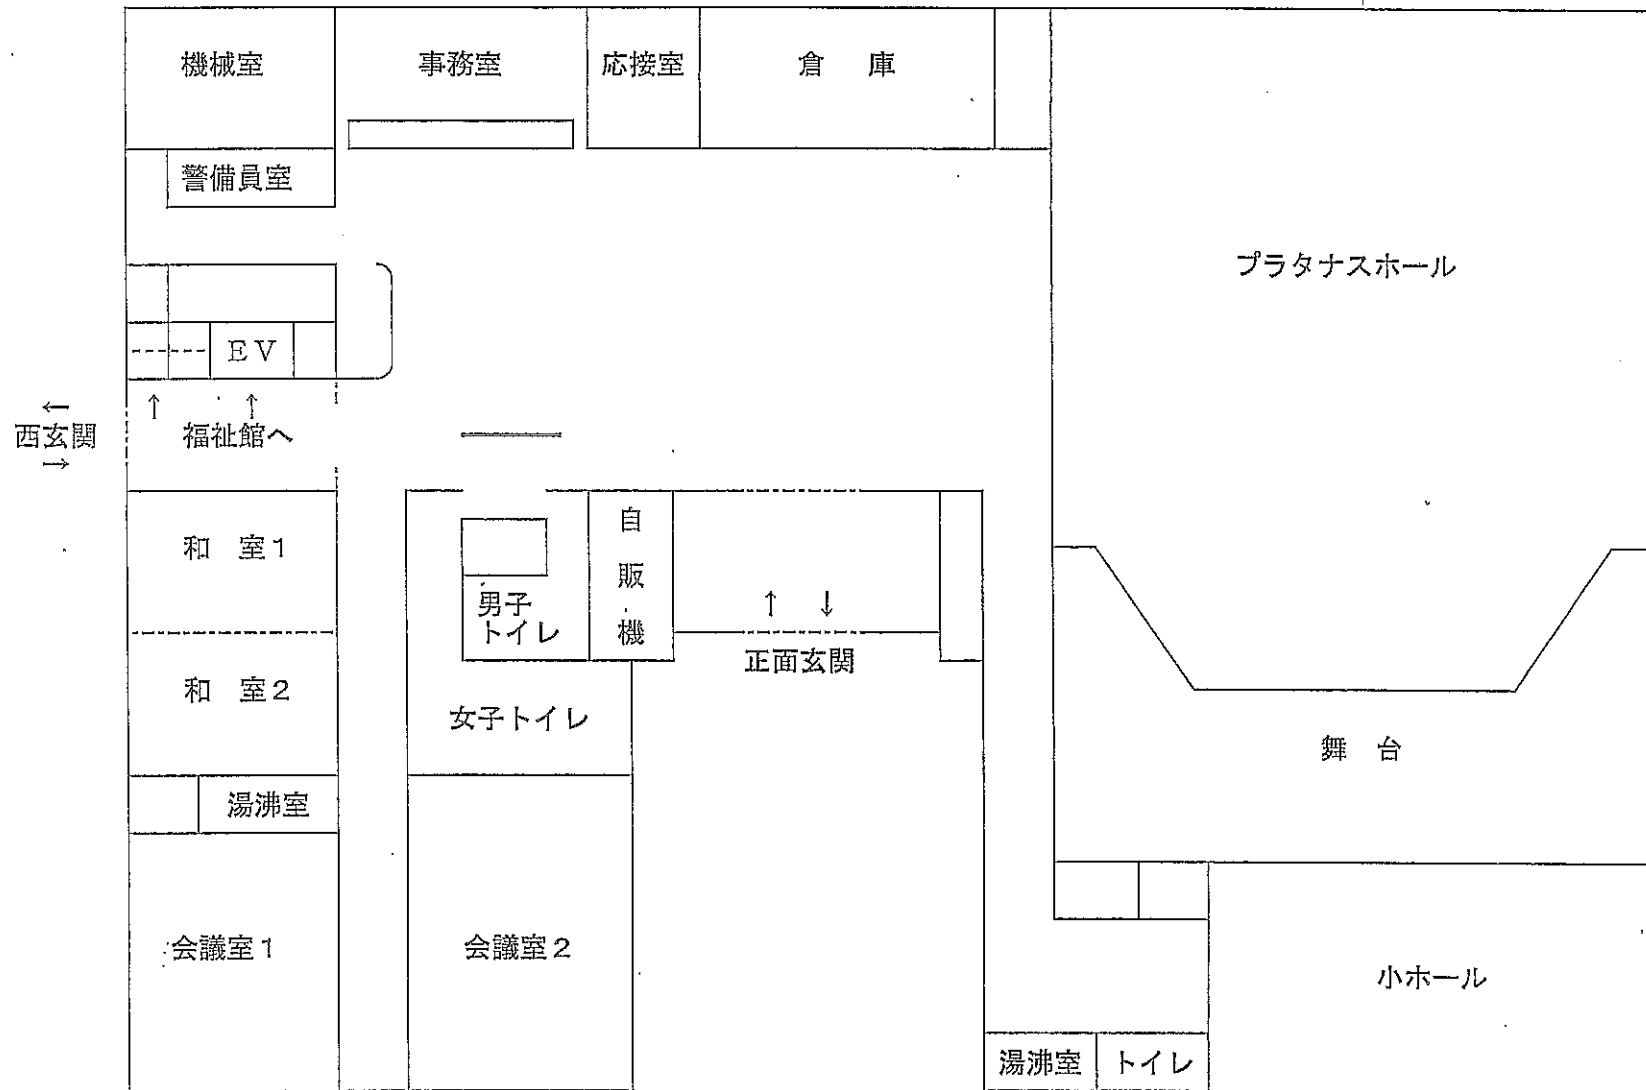 機械室
事務室
応接室
倉　庫
警備員室
プラタナスホール
EV
←
西玄関
→
↑　↑
福祉館へ
和　室1
自販機
男子
トイレ
↑　↓
正面玄関
和　室2
女子トイレ
舞　台
湯沸室
会議室1
会議室2
小ホール
湯沸室
トイレ